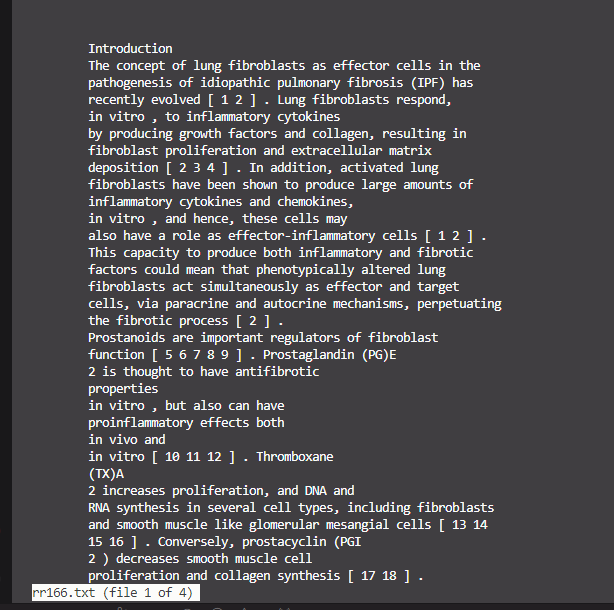 Introduction
The concept of lung fibroblasts as effector cells in the
pathogenesis of idiopathic pulmonary fibrosis (IPF) has
recently evolved [ 1 2 ] . Lung fibroblasts respond,
in vitro , to inflammatory cytokines
by producing growth factors and collagen, resulting in
fibroblast proliferation and extracellular matrix
deposition [ 2 3 4 ] . In addition, activated lung
fibroblasts have been shown to produce large amounts of
inflammatory cytokines and chemokines,
in vitro , and hence, these cells may
also have a role as effector-inflammatory cells [ 1 2 ] .
This capacity to produce both inflammatory and fibrotic
factors could mean that phenotypically altered lung
fibroblasts act simultaneously as effector and target
cells, via paracrine and autocrine mechanisms, perpetuating
the fibrotic process [ 2 ] .
Prostanoids are important regulators of fibroblast
function [ 5 6 7 8 9 ] . Prostaglandin (PG)E
2 is thought to have antifibrotic
properties
in vitro , but also can have
proinflammatory effects both
in vivo and
in vitro [ 10 11 12 ] . Thromboxane
(TX)A
2 increases proliferation, and DNA and
RNA synthesis in several cell types, including fibroblasts
and smooth muscle like glomerular mesangial cells [ 13 14
15 16 ] . Conversely, prostacyclin (PGI
2 ) decreases smooth muscle cell
proliferation and collagen synthesis [ 17 18 ] .
rr166.txt (file 1 of 4)